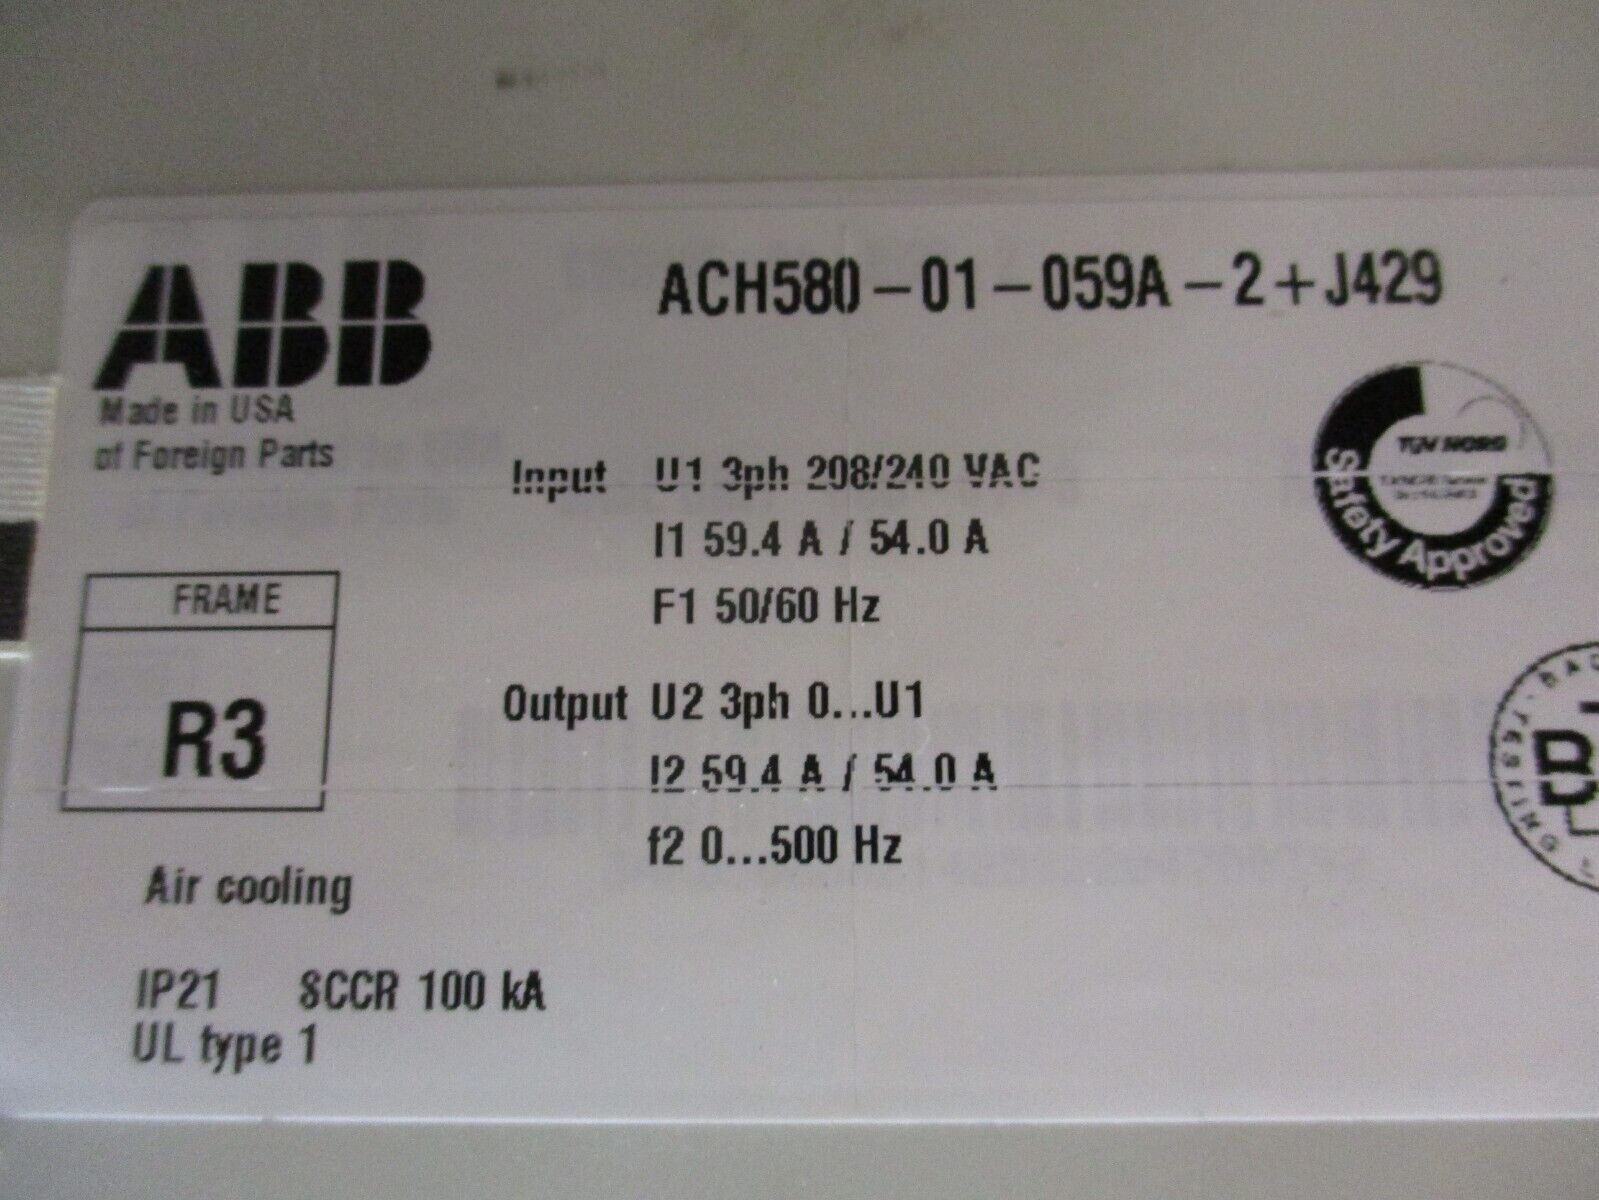 ABB
ACH580-01-059A-2+J429
Made in USA
of Foreign Parts
Input U1 3ph 208/240 VAC
I1 59.4 A / 54.0 A
F1 50/60 Hz
TÜV NORD
Safety Approved
FRAME
R3
Output U2 3ph 0...U1
I2 59.4 A / 54.0 A
f2 0...500 Hz
Air cooling
IP21 SCCR 100 kA
UL type 1